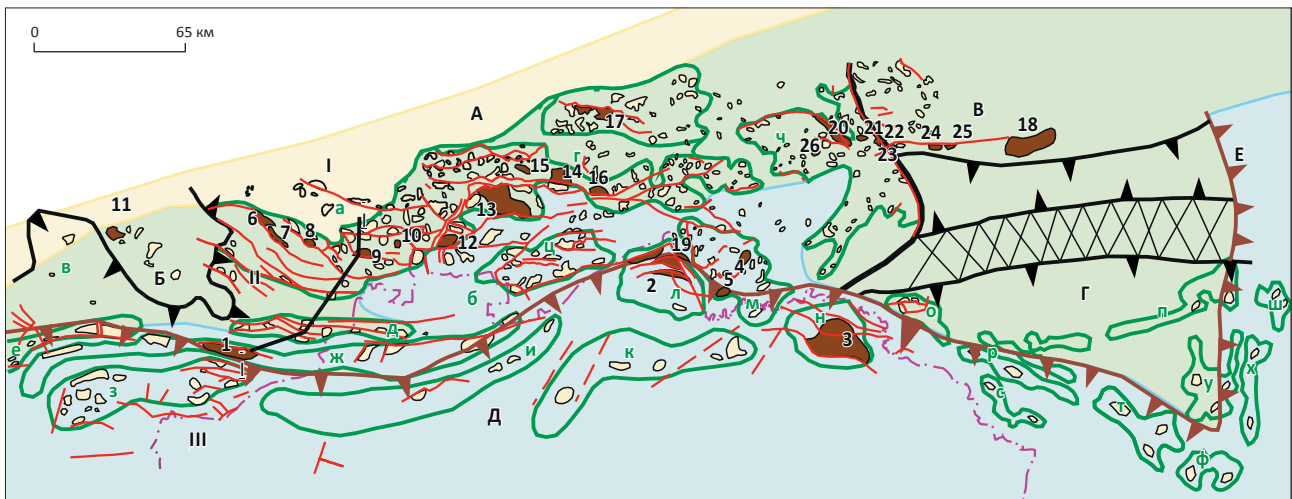 0 65 км
А
В
Е
I
II
11
Б
в
а
6
7
8
II
9
10
12
13
15
14
16
г
17
ч
26
20
21
22
23
24
25
18
ц
б
19
2
л
5
4
м
н
3
о
Г
п
ш
р
с
т
у
х
ф
е
1
I
д
ж
и
к
з
III
Д